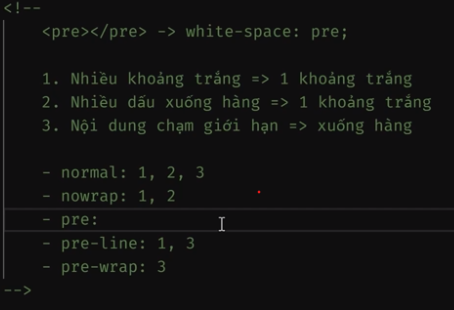 <!--
<pre></pre> -> white-space: pre;
1. Nhiều khoảng trắng => 1 khoảng trắng
2. Nhiều dấu xuống hàng => 1 khoảng trắng
3. Nội dung chạm giới hạn => xuống hàng
- normal: 1, 2, 3
- nowrap: 1, 2
- pre:
- pre-line: 1, 3
- pre-wrap: 3
-->